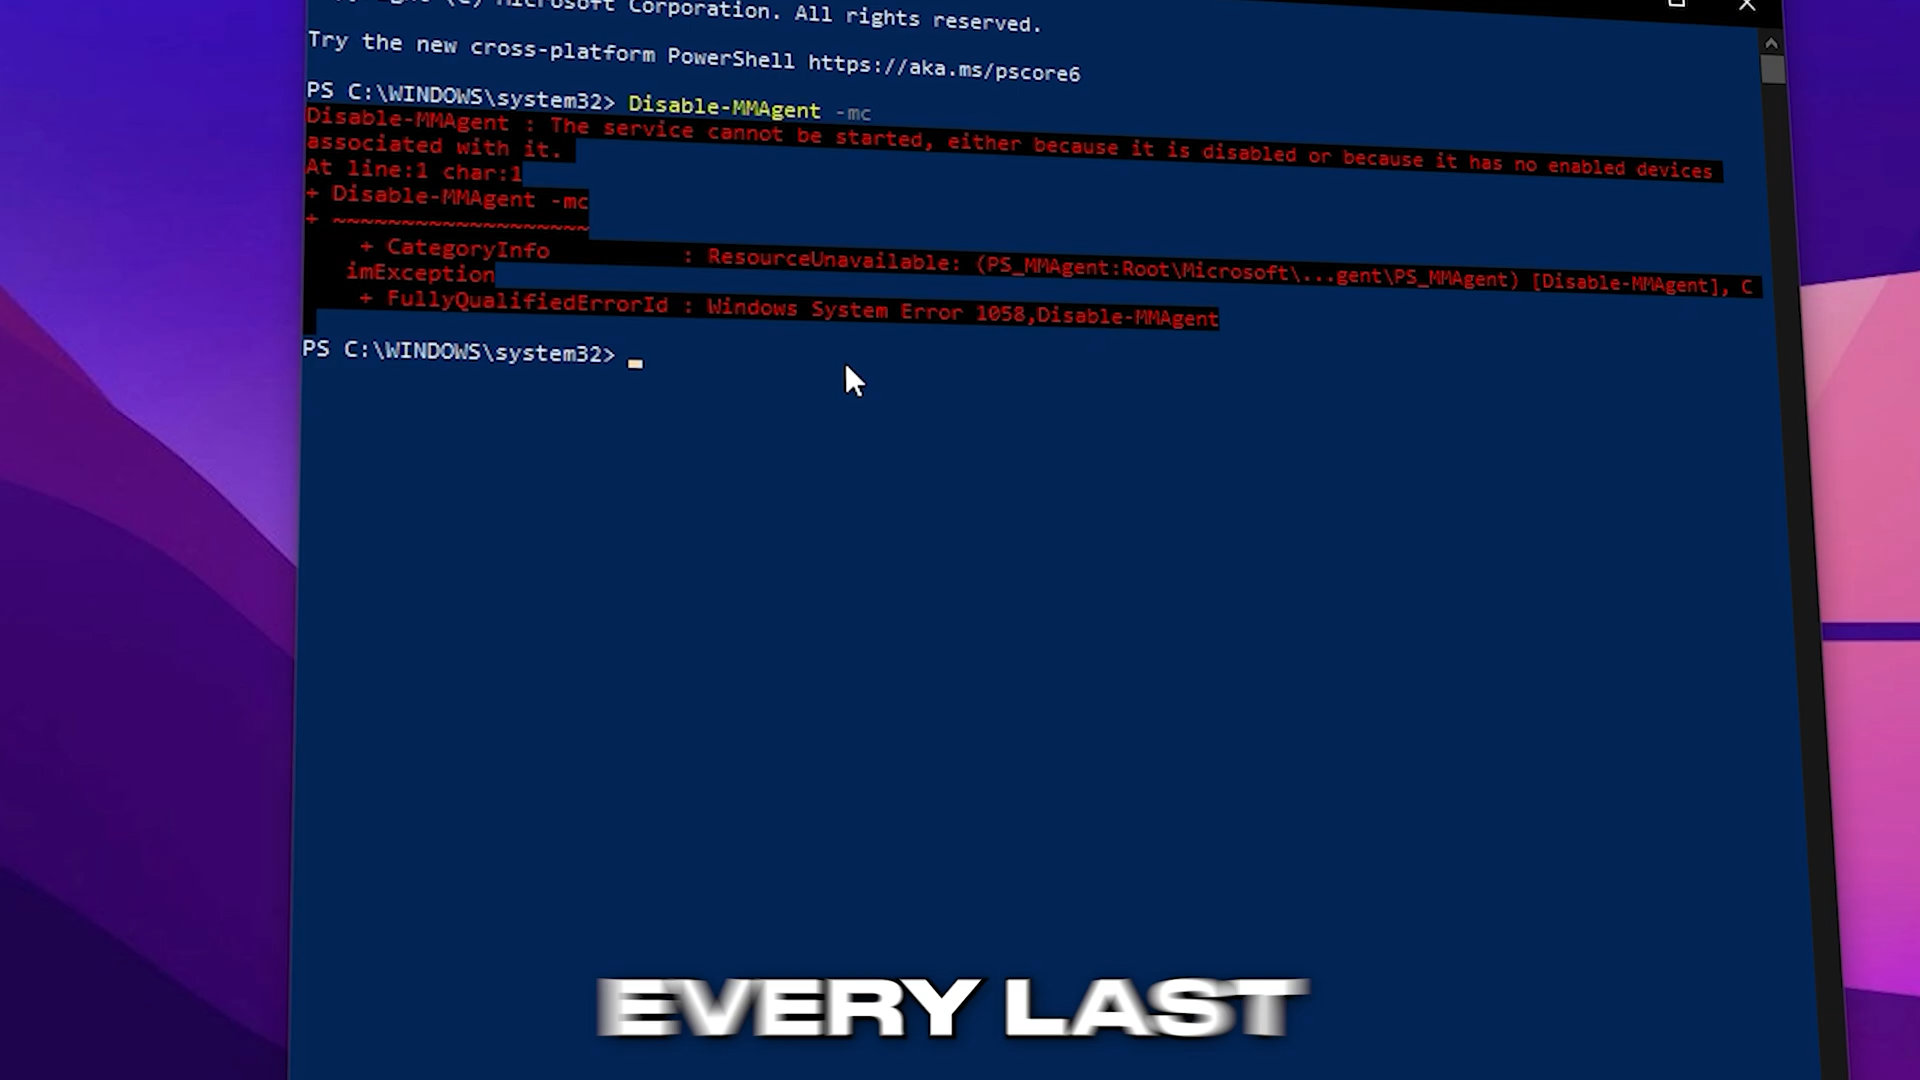 Copyright (C) Microsoft Corporation. All rights reserved.
Try the new cross-platform PowerShell https://aka.ms/pscore6
PS C:\WINDOWS\system32> Disable-MMAgent -mc
Disable-MMAgent : The service cannot be started, either because it is disabled or because it has no enabled devices
associated with it.
At line:1 char:1
+ Disable-MMAgent -mc
+ ~~~~~~~~~~~~~~~~~~~
+ CategoryInfo : ResourceUnavailable: (PS_MMAgent:Root\Microsoft\...gent\PS_MMAgent) [Disable-MMAgent], C
imException
+ FullyQualifiedErrorId : Windows System Error 1058,Disable-MMAgent
PS C:\WINDOWS\system32>
EVERY LAST